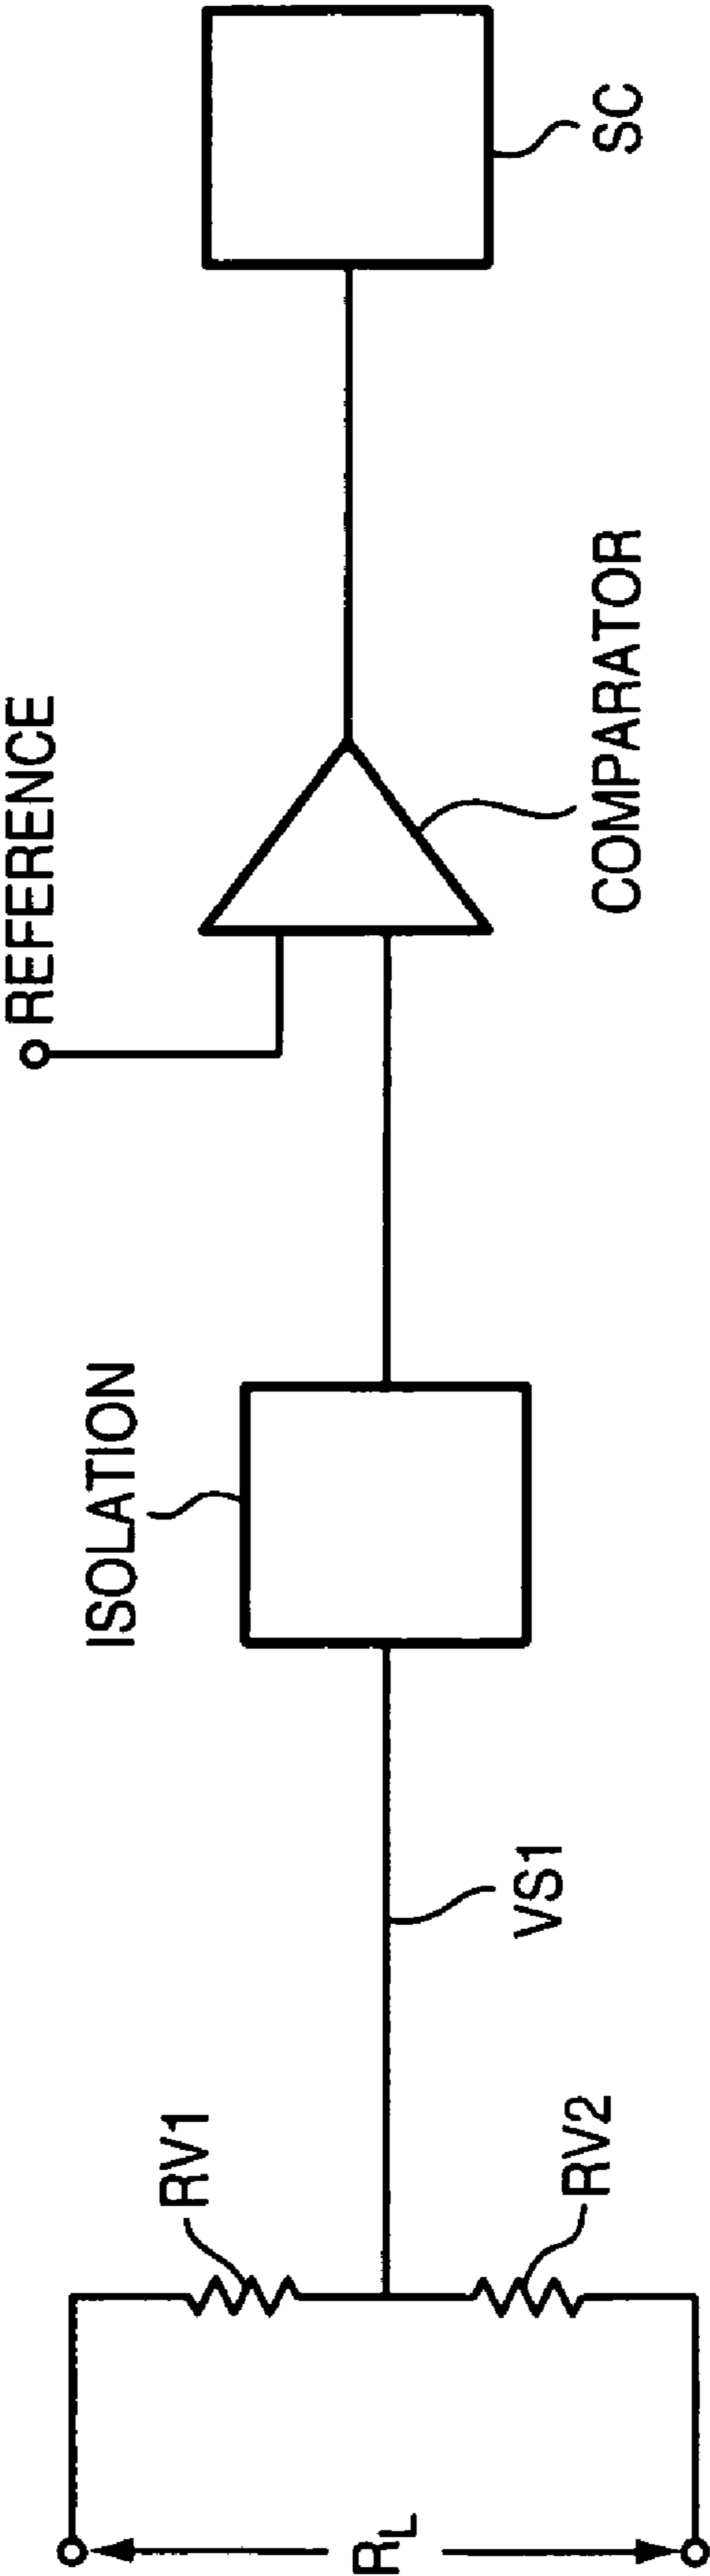 R_L
RV1
RV2
VS1
ISOLATION
REFERENCE
COMPARATOR
SC